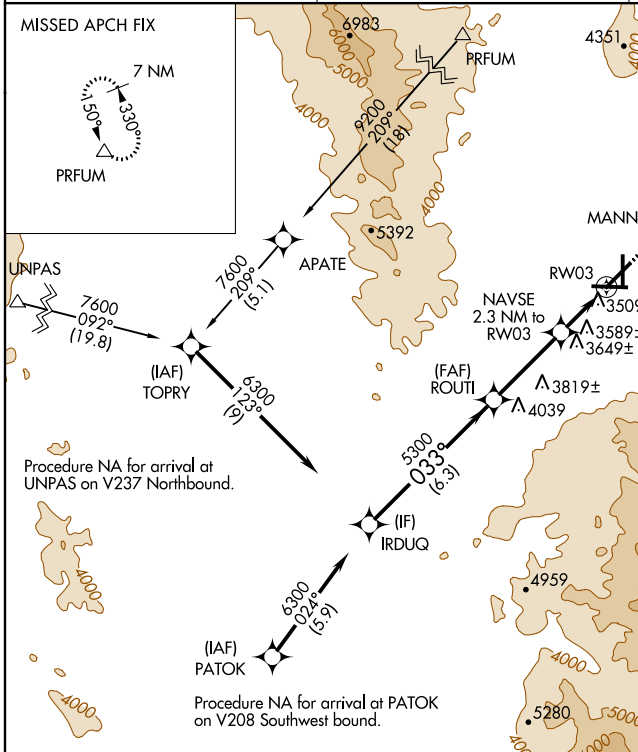 MISSED APCH FIX
7 NM
150°
330°
PRFUM
6983
6000
5000
4000
PRFUM
4351
9200
209°
(18)
4000
5392
APATE
MANN
UNPAS
7600
092°
(19.8)
7600
209°
(5.1)
RW03
3509
NAVSE
2.3 NM to
RW03
3589±
3649±
(IAF)
TOPRY
(FAF)
ROUTI
3819±
4039
6300
123°
(9)
5300
033°
(6.3)
Procedure NA for arrival at
UNPAS on V237 Northbound.
(IF)
IRDUQ
4000
4959
6300
024°
(5.9)
(IAF)
PATOK
4000
4000
Procedure NA for arrival at PATOK
on V208 Southwest bound.
5280
5000
4000